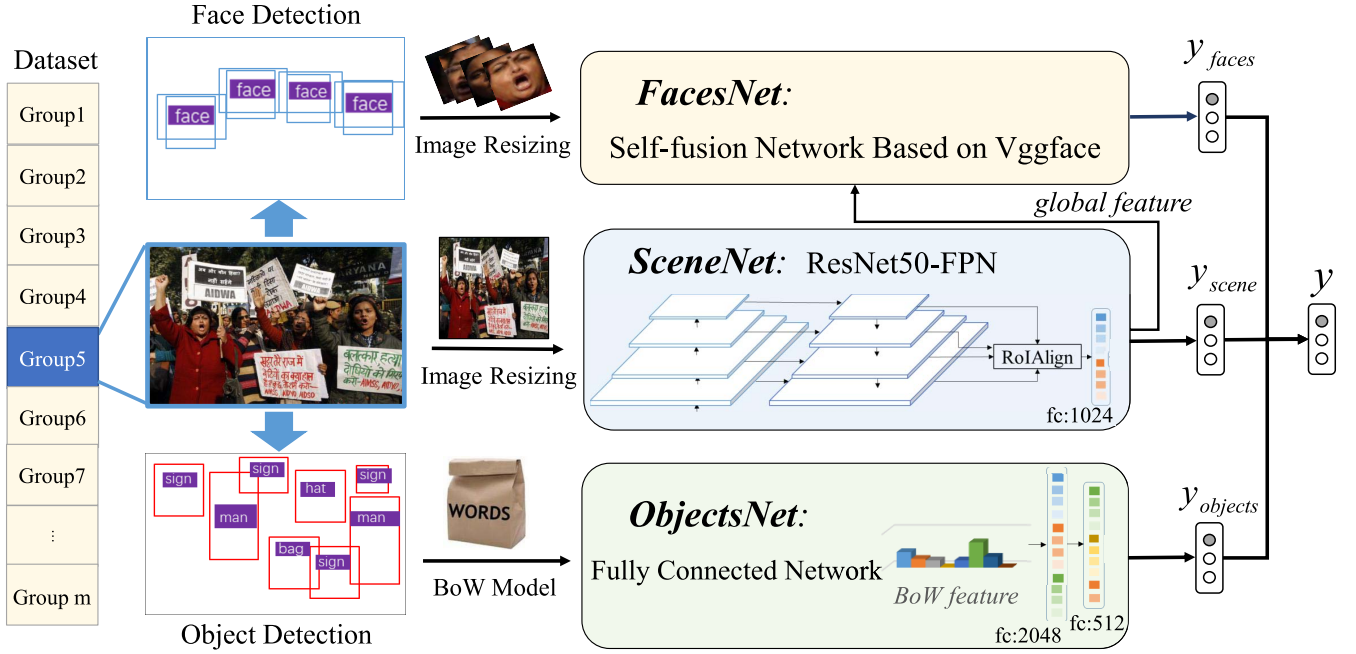 Face Detection
Dataset
Group1
Group2
Group3
Group4
Group5
Group6
Group7
...
Group m
face
face
face
face
Image Resizing
FacesNet:
Self-fusion Network Based on Vggface
y faces
global feature
AIDWA
Image Resizing
SceneNet: ResNet50-FPN
RoIAlign
fc:1024
y scene
y
sign
sign
hat
sign
man
man
bag
sign
Object Detection
WORDS
BoW Model
ObjectsNet:
Fully Connected Network
BoW feature
fc:2048
fc:512
y objects